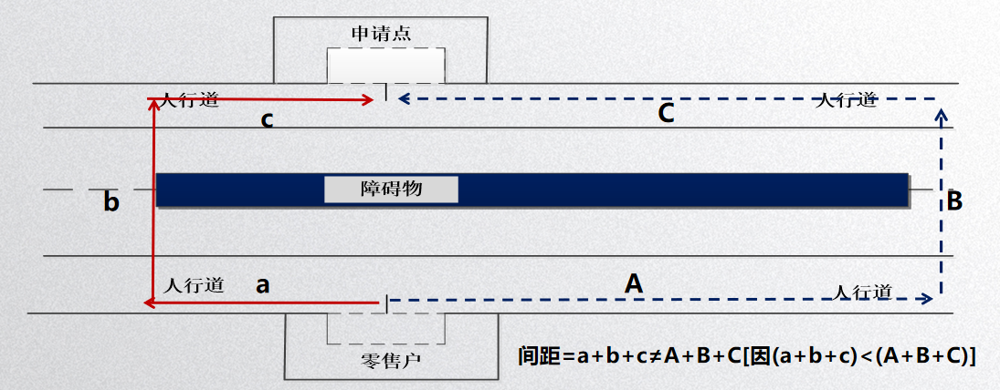 申请点
人行道
人行道
c
C
障碍物
b
B
人行道
a
A
人行道
零售户
间距=a+b+c≠A+B+C[因(a+b+c)<(A+B+C)]